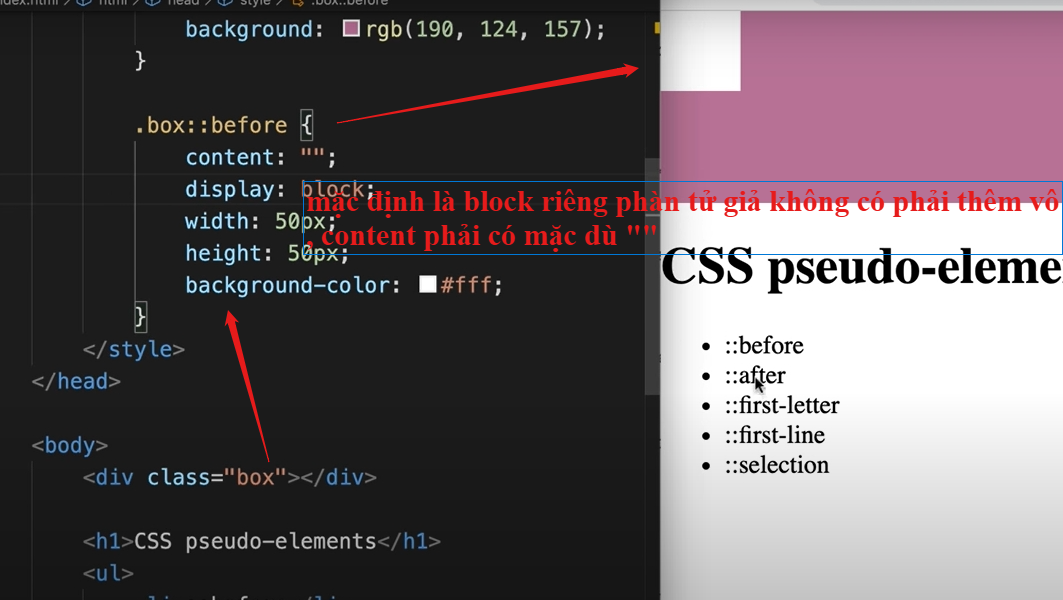 ndex.html > html > head > style > .box::before
background: rgb(190, 124, 157);
}
.box::before {
content: "";
display: block;
width: 50px;
height: 50px;
background-color: #fff;
}
</style>
</head>
<body>
<div class="box"></div>
<h1>CSS pseudo-elements</h1>
<ul>
mặc định là block riêng phần tử giả không có phải thêm vô
, content phải có mặc dù ""
CSS pseudo-eleme
• ::before
• ::after
• ::first-letter
• ::first-line
• ::selection